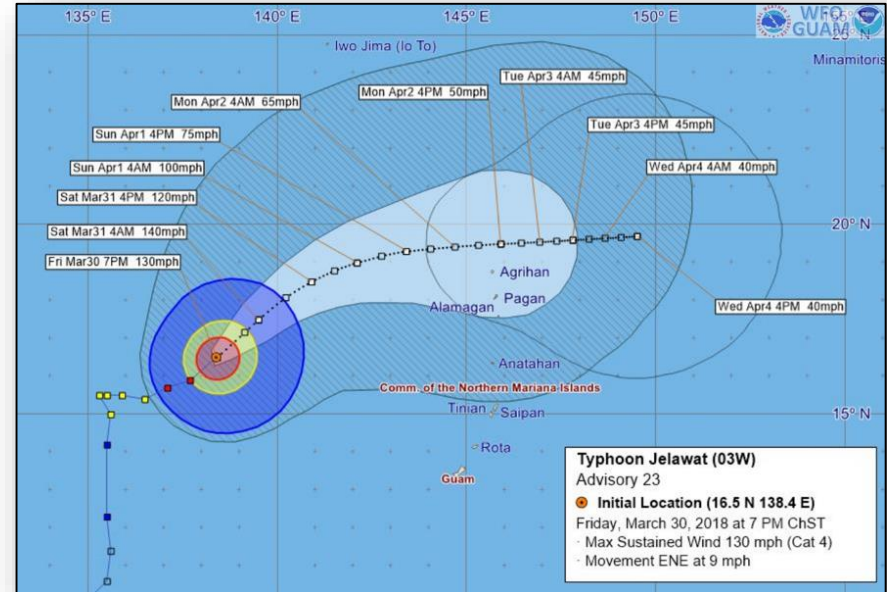 135° E
140° E
145° E
150° E
155° E
WFO
GUAM
25° N
Iwo Jima (Io To)
Minamitoris
Tue Apr3 4AM 45mph
Mon Apr2 4PM 50mph
Mon Apr2 4AM 65mph
Tue Apr3 4PM 45mph
Sun Apr1 4PM 75mph
Sun Apr1 4AM 100mph
Wed Apr4 4AM 40mph
Sat Mar31 4PM 120mph
20° N
Sat Mar31 4AM 140mph
Fri Mar30 7PM 130mph
Agrihan
Pagan
Alamagan
Wed Apr4 4PM 40mph
Anatahan
Comm. of the Northern Mariana Islands
Tinian
Saipan
15° N
Rota
Guam
Typhoon Jelawat (03W)
Advisory 23
Initial Location (16.5 N 138.4 E)
Friday, March 30, 2018 at 7 PM ChST
· Max Sustained Wind 130 mph (Cat 4)
· Movement ENE at 9 mph